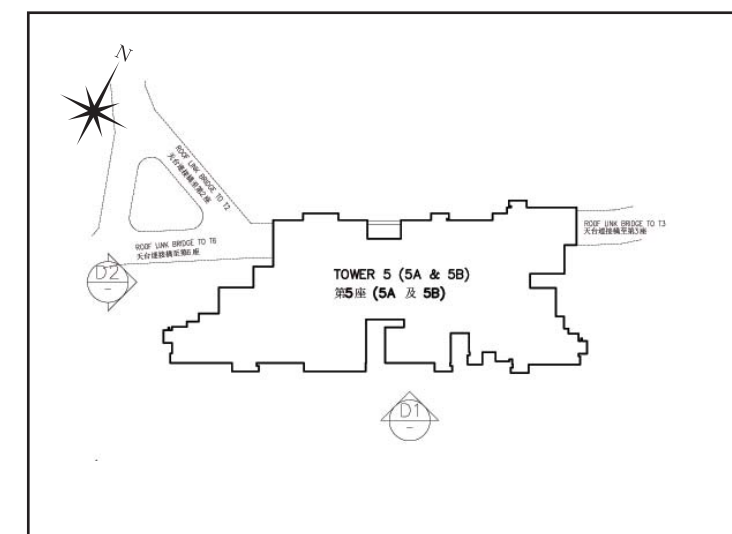 N
ROOF LINK BRIDGE TO T2
天台連接橋至第2座
ROOF LINK BRIDGE TO T6
天台連接橋至第6座
ROOF LINK BRIDGE TO T3
天台連接橋至第3座
D2
-
TOWER 5 (5A & 5B)
第5座 (5A 及 5B)
D1
-